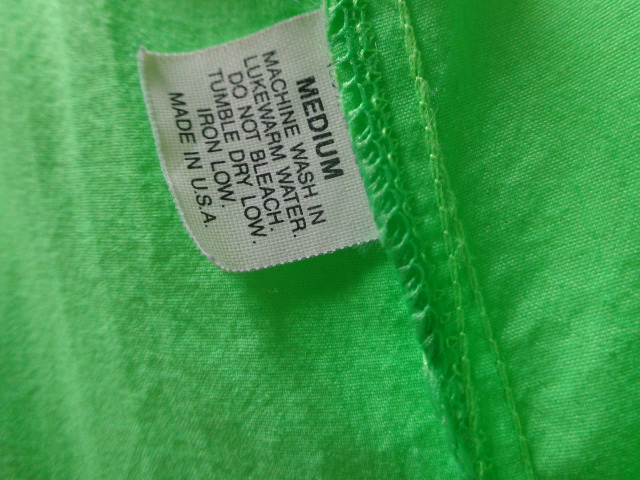 MEDIUM
MACHINE WASH IN
LUKEWARM WATER.
DO NOT BLEACH.
TUMBLE DRY LOW.
IRON LOW.
MADE IN U.S.A.